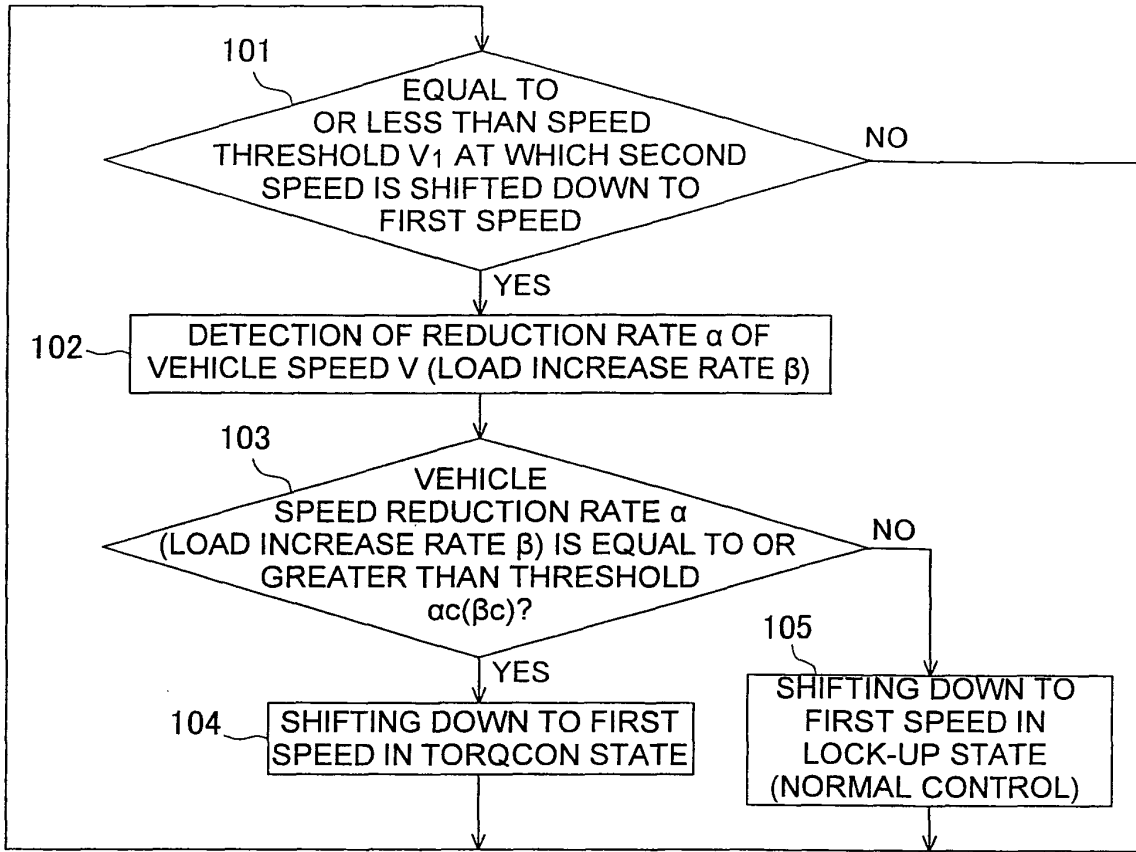 101
EQUAL TO
OR LESS THAN SPEED
THRESHOLD V1 AT WHICH SECOND
SPEED IS SHIFTED DOWN TO
FIRST SPEED
NO
YES
102
DETECTION OF REDUCTION RATE α OF
VEHICLE SPEED V (LOAD INCREASE RATE β)
103
VEHICLE
SPEED REDUCTION RATE α
(LOAD INCREASE RATE β) IS EQUAL TO OR
GREATER THAN THRESHOLD
αc(βc)?
NO
YES
104
SHIFTING DOWN TO FIRST
SPEED IN TORQCON STATE
105
SHIFTING DOWN TO
FIRST SPEED IN
LOCK-UP STATE
(NORMAL CONTROL)